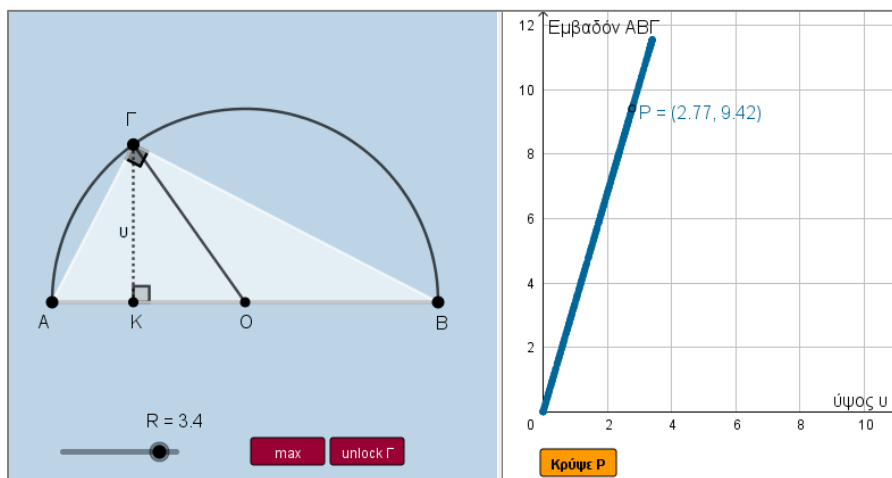 Γ
υ
A
K
O
B
R = 3.4
max
unlock Γ
Εμβαδόν ΑΒΓ
12
10
P = (2.77, 9.42)
8
6
4
2
ύψος υ
0
2
4
6
8
10
Κρύψε Ρ